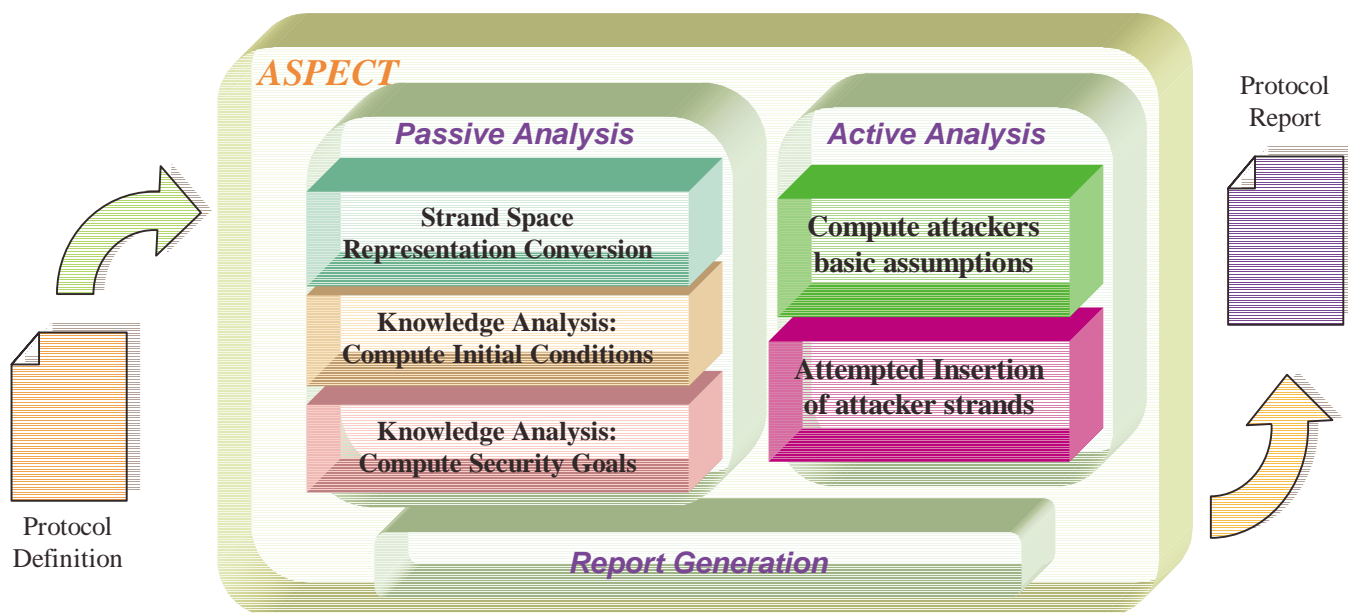 ASPECT
Passive Analysis
Strand Space
Representation Conversion
Knowledge Analysis:
Compute Initial Conditions
Knowledge Analysis:
Compute Security Goals
Active Analysis
Compute attackers
basic assumptions
Attempted Insertion
of attacker strands
Report Generation
Protocol
Definition
Protocol
Report